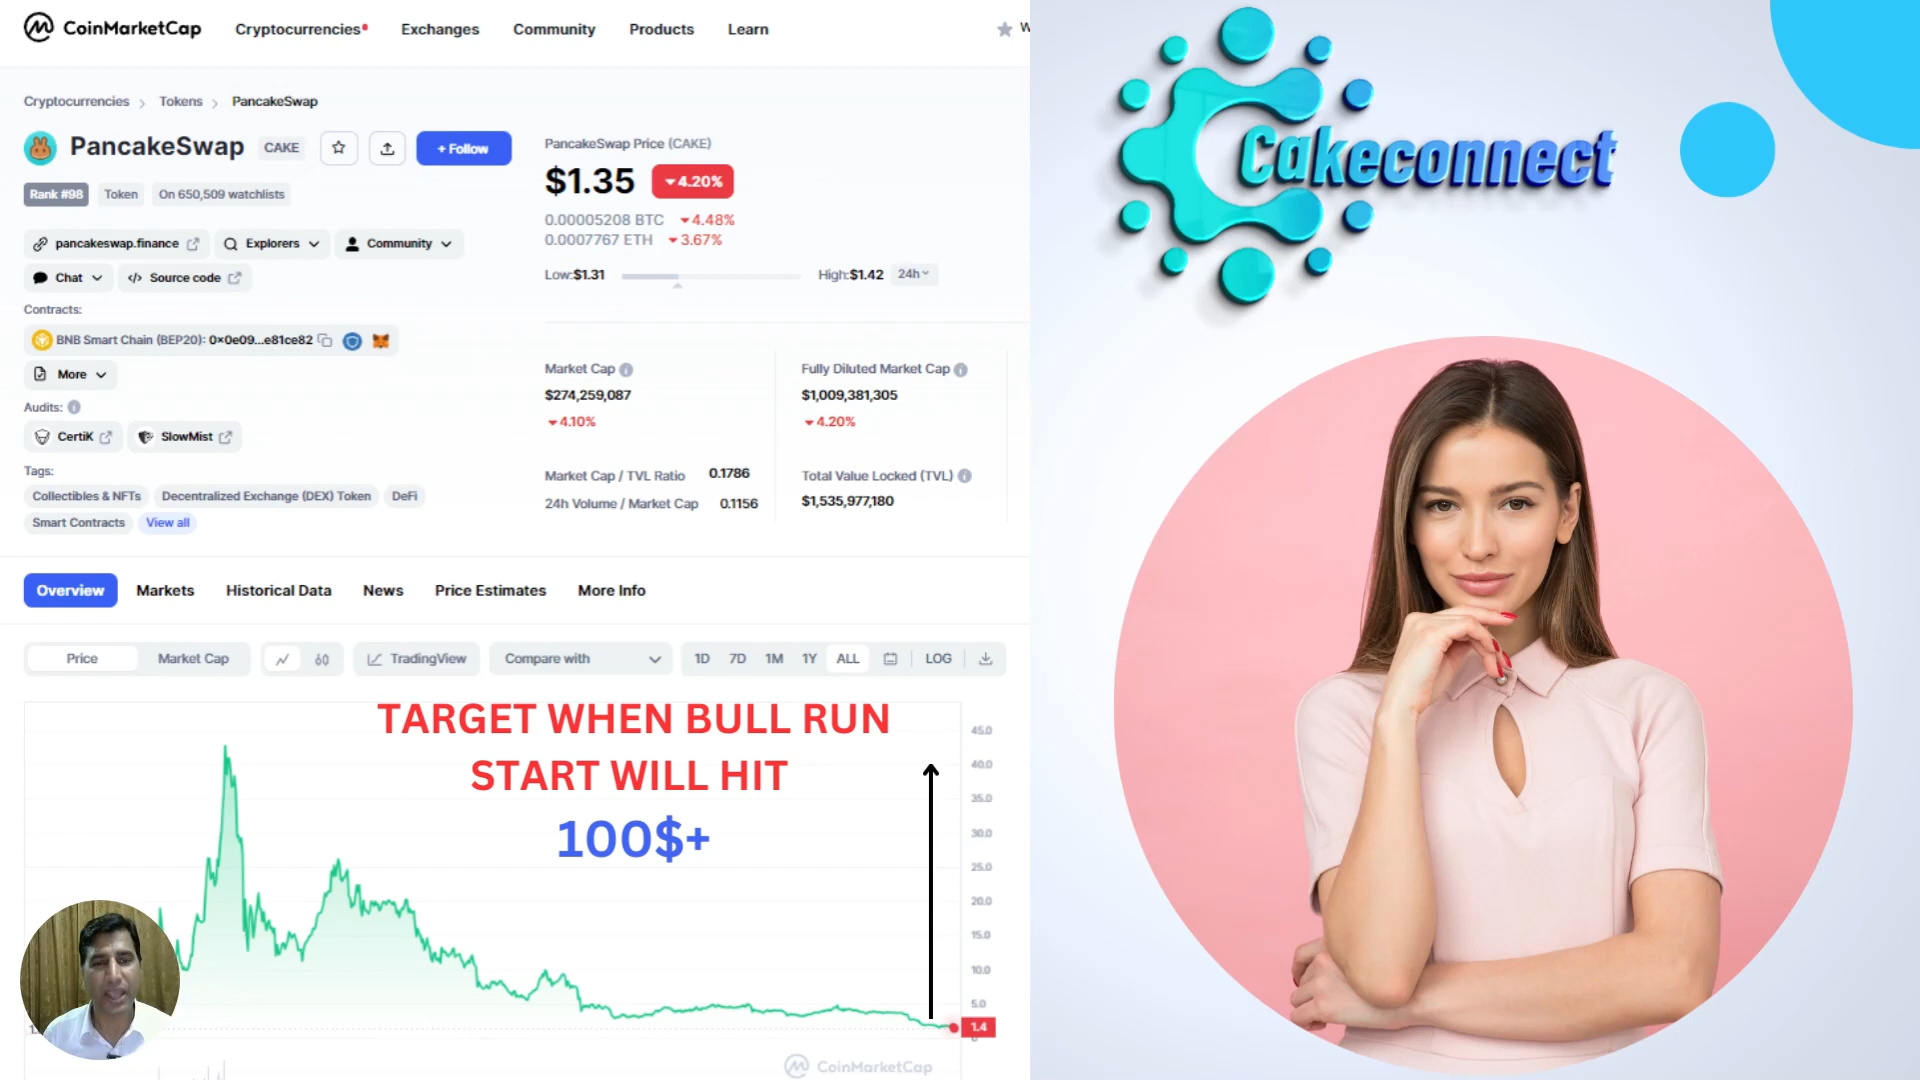 CoinMarketCap
Cryptocurrencies
Exchanges
Community
Products
Learn
W
Cryptocurrencies > Tokens > PancakeSwap
PancakeSwap
CAKE
+ Follow
Rank #98
Token
On 650,509 watchlists
pancakeswap.finance
Explorers
Community
Chat
Source code
Contracts:
BNB Smart Chain (BEP20): 0x0e09...e81ce82
More
Audits:
CertiK
SlowMist
Tags:
Collectibles & NFTs
Decentralized Exchange (DEX) Token
DeFi
Smart Contracts
View all
PancakeSwap Price (CAKE)
$1.35
4.20%
0.00005208 BTC
4.48%
0.0007767 ETH
3.67%
Low:$1.31
High:$1.42
24h
Market Cap
$274,259,087
4.10%
Fully Diluted Market Cap
$1,009,381,305
4.20%
Market Cap / TVL Ratio
0.1786
24h Volume / Market Cap
0.1156
Total Value Locked (TVL)
$1,535,977,180
Overview
Markets
Historical Data
News
Price Estimates
More Info
Price
Market Cap
TradingView
Compare with
1D
7D
1M
1Y
ALL
LOG
TARGET WHEN BULL RUN
START WILL HIT
100$+
45.0
40.0
35.0
30.0
25.0
20.0
15.0
10.0
5.0
1.4
CoinMarketCap
Cakeconnect